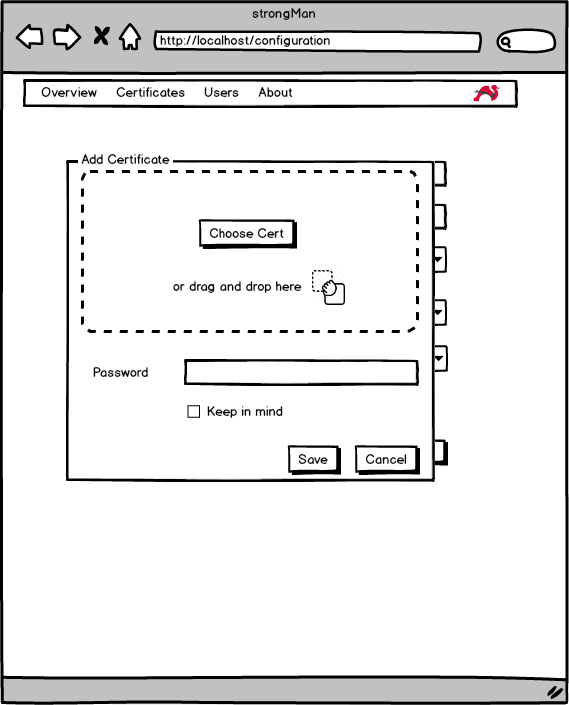 strongMan
http://localhost/configuration
Overview Certificates Users About
Add Certificate
Choose Cert
or drag and drop here
Password
Keep in mind
Save Cancel